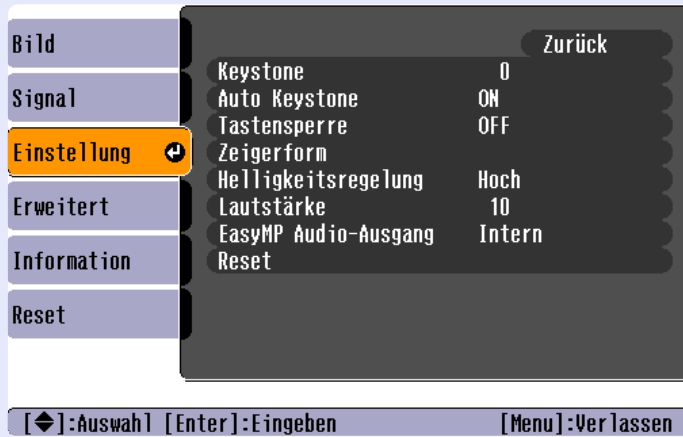 Bild
Signal
Einstellung
Erweitert
Information
Reset
Zurück
Keystone 0
Auto Keystone ON
Tastensperre OFF
Zeigerform
Helligkeitsregelung Hoch
Lautstärke 10
EasyMP Audio-Ausgang Intern
Reset
[◆]:Auswahl [Enter]:Eingeben [Menu]:Verlassen